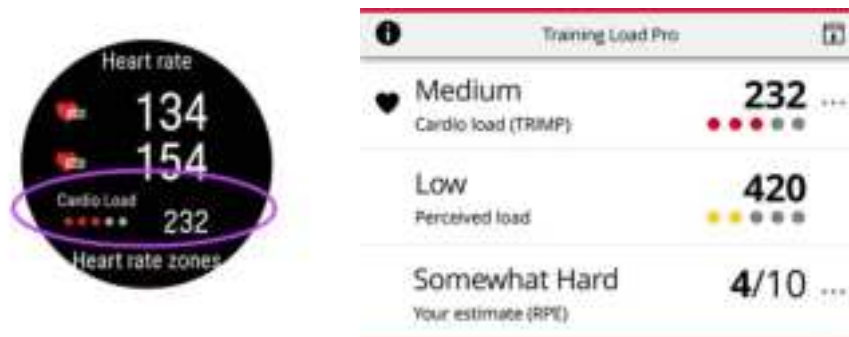 Heart rate
134
154
Cardio Load
232
Heart rate zones
Training Load Pro
Medium
232 ...
Cardio load (TRIMP)
Low
420
Perceived load
Somewhat Hard
4/10 ...
Your estimate (RPE)